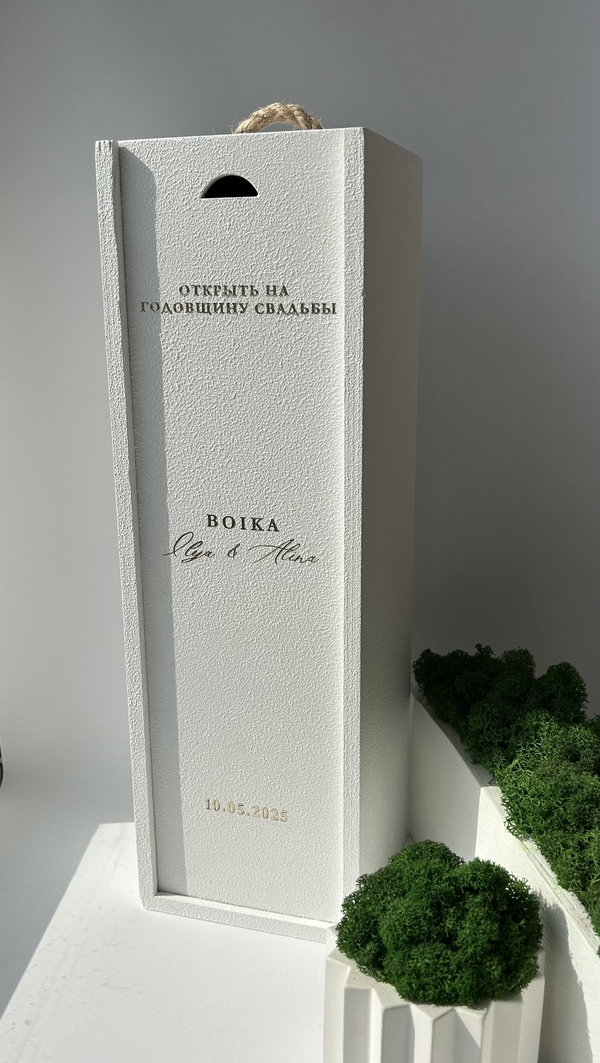 ОТКРЫТЬ НА
ГОДОВЩИНУ СВАДЬБЫ
BOIKA
Ilya & Alina
10.05.2025